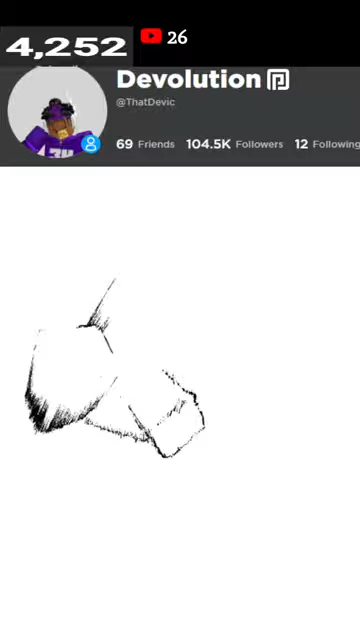 4,252
26
Devolution
@ThatDevic
69 Friends 104.5K Followers 12 Following